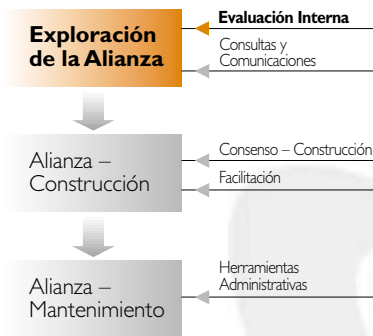 Exploración
de la Alianza
Evaluación Interna
Consultas y
Comunicaciones
Alianza –
Construcción
Consenso – Construcción
Facilitación
Alianza –
Mantenimiento
Herramientas
Administrativas